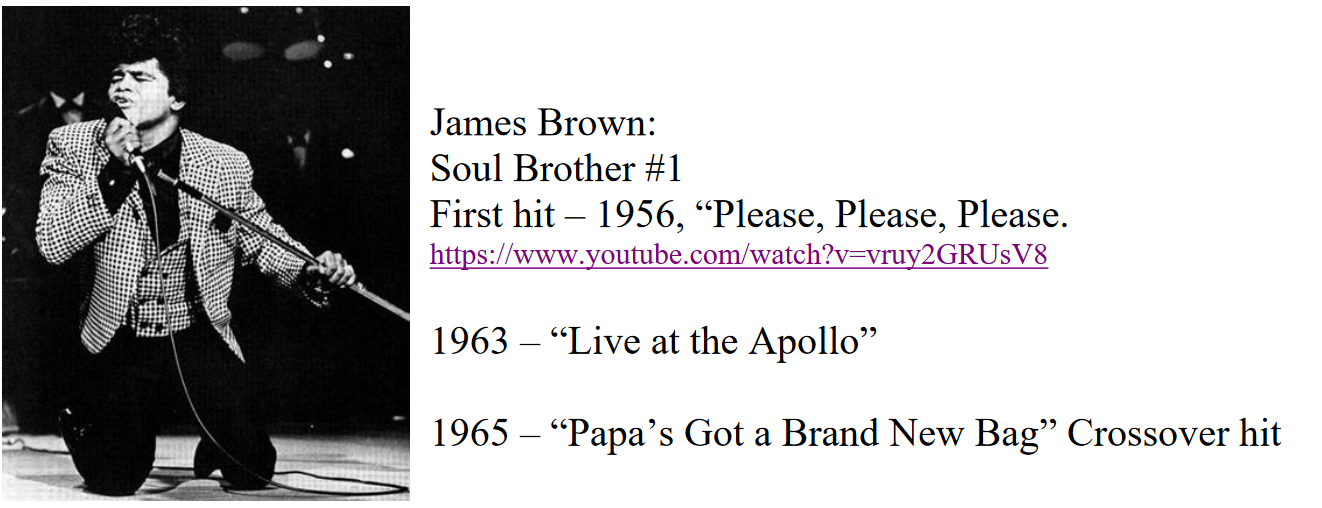 James Brown:
Soul Brother #1
First hit – 1956, “Please, Please, Please.
https://www.youtube.com/watch?v=vruy2GRUsV8
1963 – “Live at the Apollo”
1965 – “Papa’s Got a Brand New Bag” Crossover hit